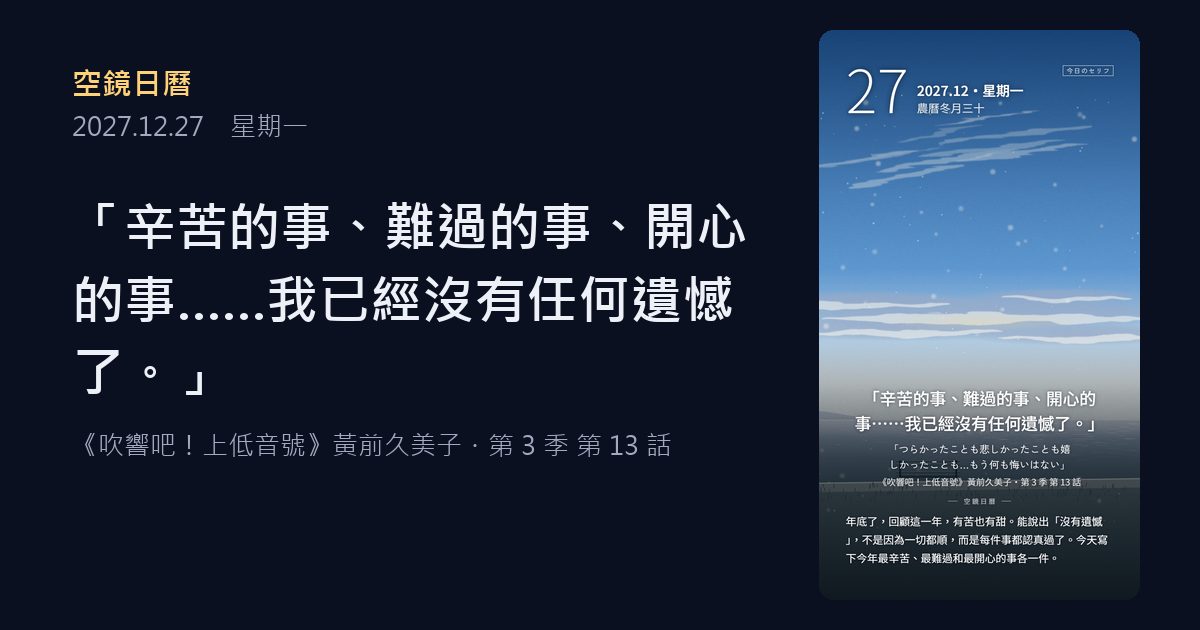 空鏡日曆
2027.12.27 星期一
「辛苦的事、難過的事、開心
的事……我已經沒有任何遺憾
了。」
《吹響吧！上低音號》黃前久美子・第 3 季 第 13 話
27
2027.12・星期一
農曆冬月三十
今日のセリフ
「辛苦的事、難過的事、開心的
事……我已經沒有任何遺憾了。」
「つらかったことも悲しかったことも嬉
しかったことも…もう何も悔いはない」
《吹響吧！上低音號》黃前久美子・第 3 季 第 13 話
— 空鏡日曆 —
年底了，回顧這一年，有苦也有甜。能說出「沒有遺憾
」，不是因為一切都順，而是每件事都認真過了。今天寫
下今年最辛苦、最難過和最開心的事各一件。